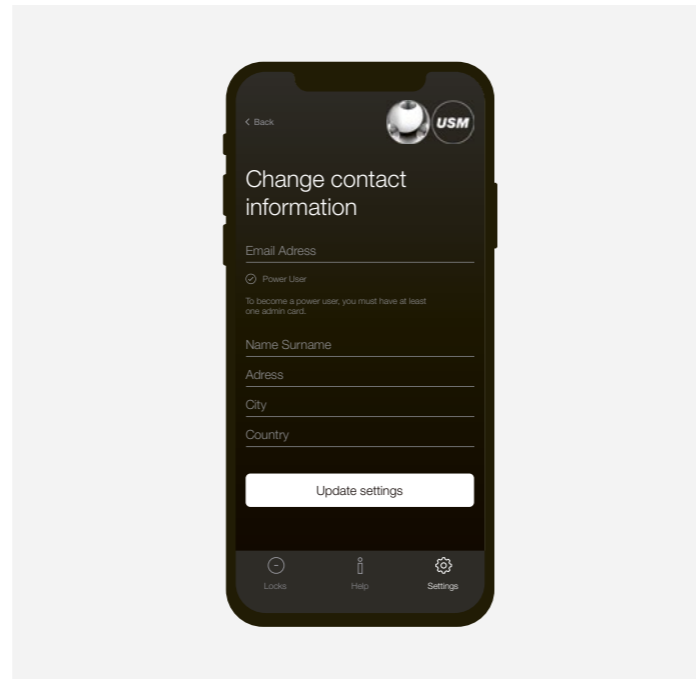 Back
USM
Change contact
information
Email Adress
Power User
To become a power user, you must have at least
one admin card.
Name Surname
Adress
City
Country
Update settings
Locks
Help
Settings